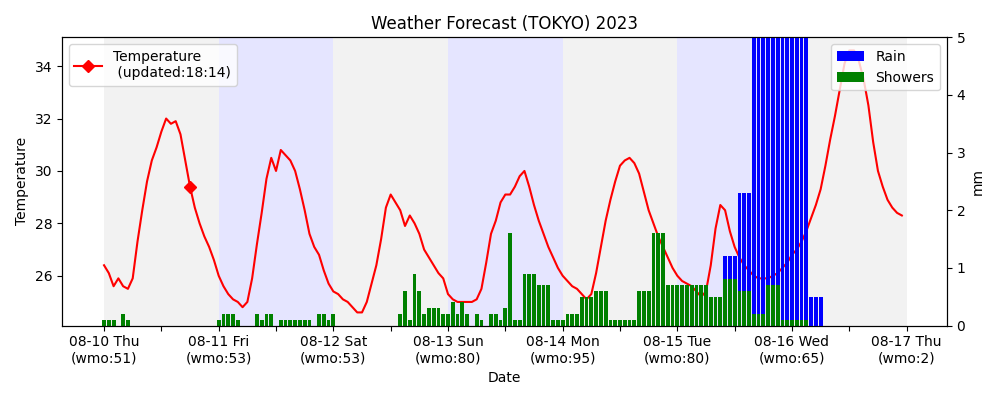 Weather Forecast (TOKYO) 2023
Temperature
(updated:18:14)
Rain
Showers
Temperature
34
32
30
28
26
5
4
3
2
1
0
mm
08-10 Thu
(wmo:51)
08-11 Fri
(wmo:53)
08-12 Sat
(wmo:53)
08-13 Sun
(wmo:80)
08-14 Mon
(wmo:95)
08-15 Tue
(wmo:80)
08-16 Wed
(wmo:65)
08-17 Thu
(wmo:2)
Date